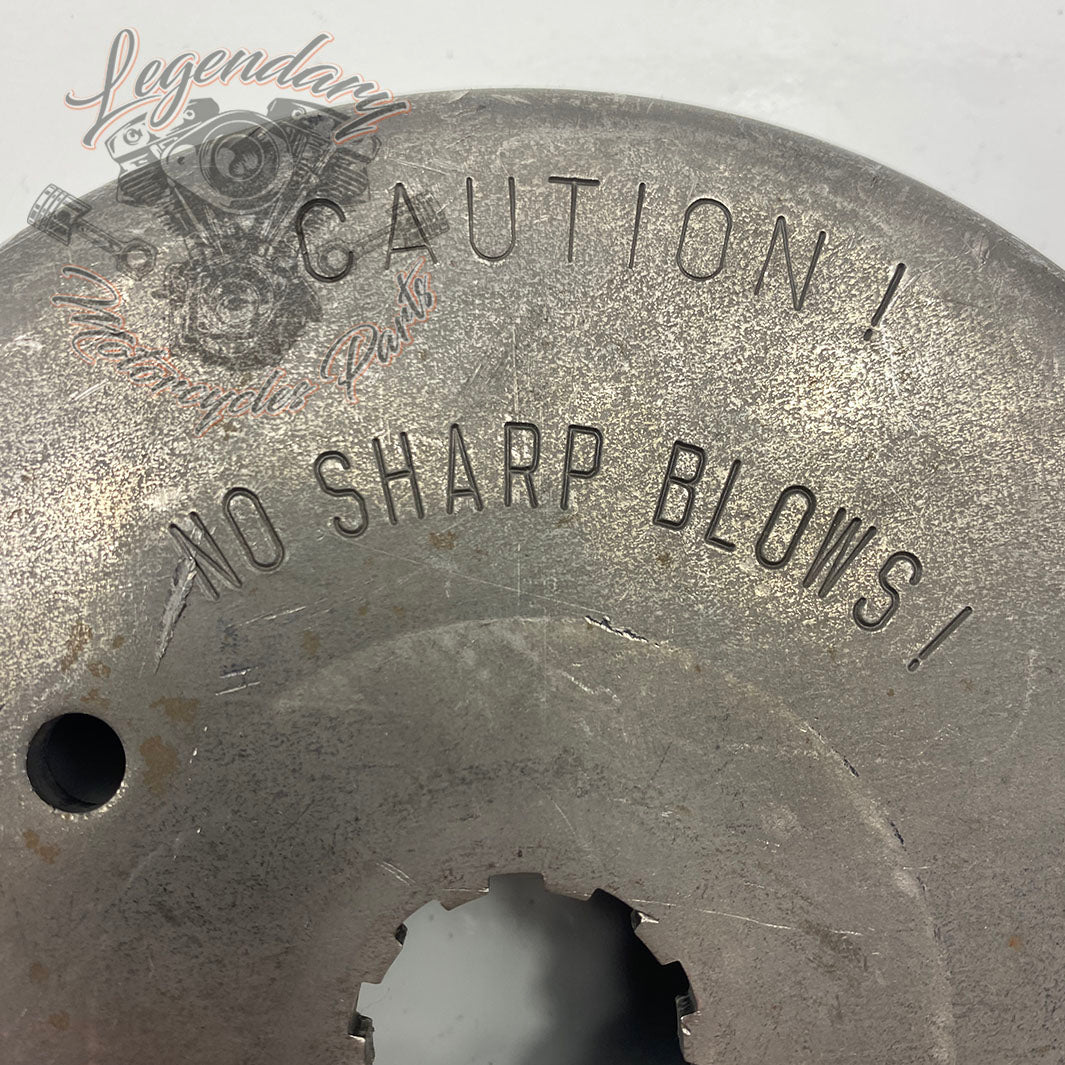 Legendary
Motorcycles Parts
CAUTION !
NO SHARP BLOWS !